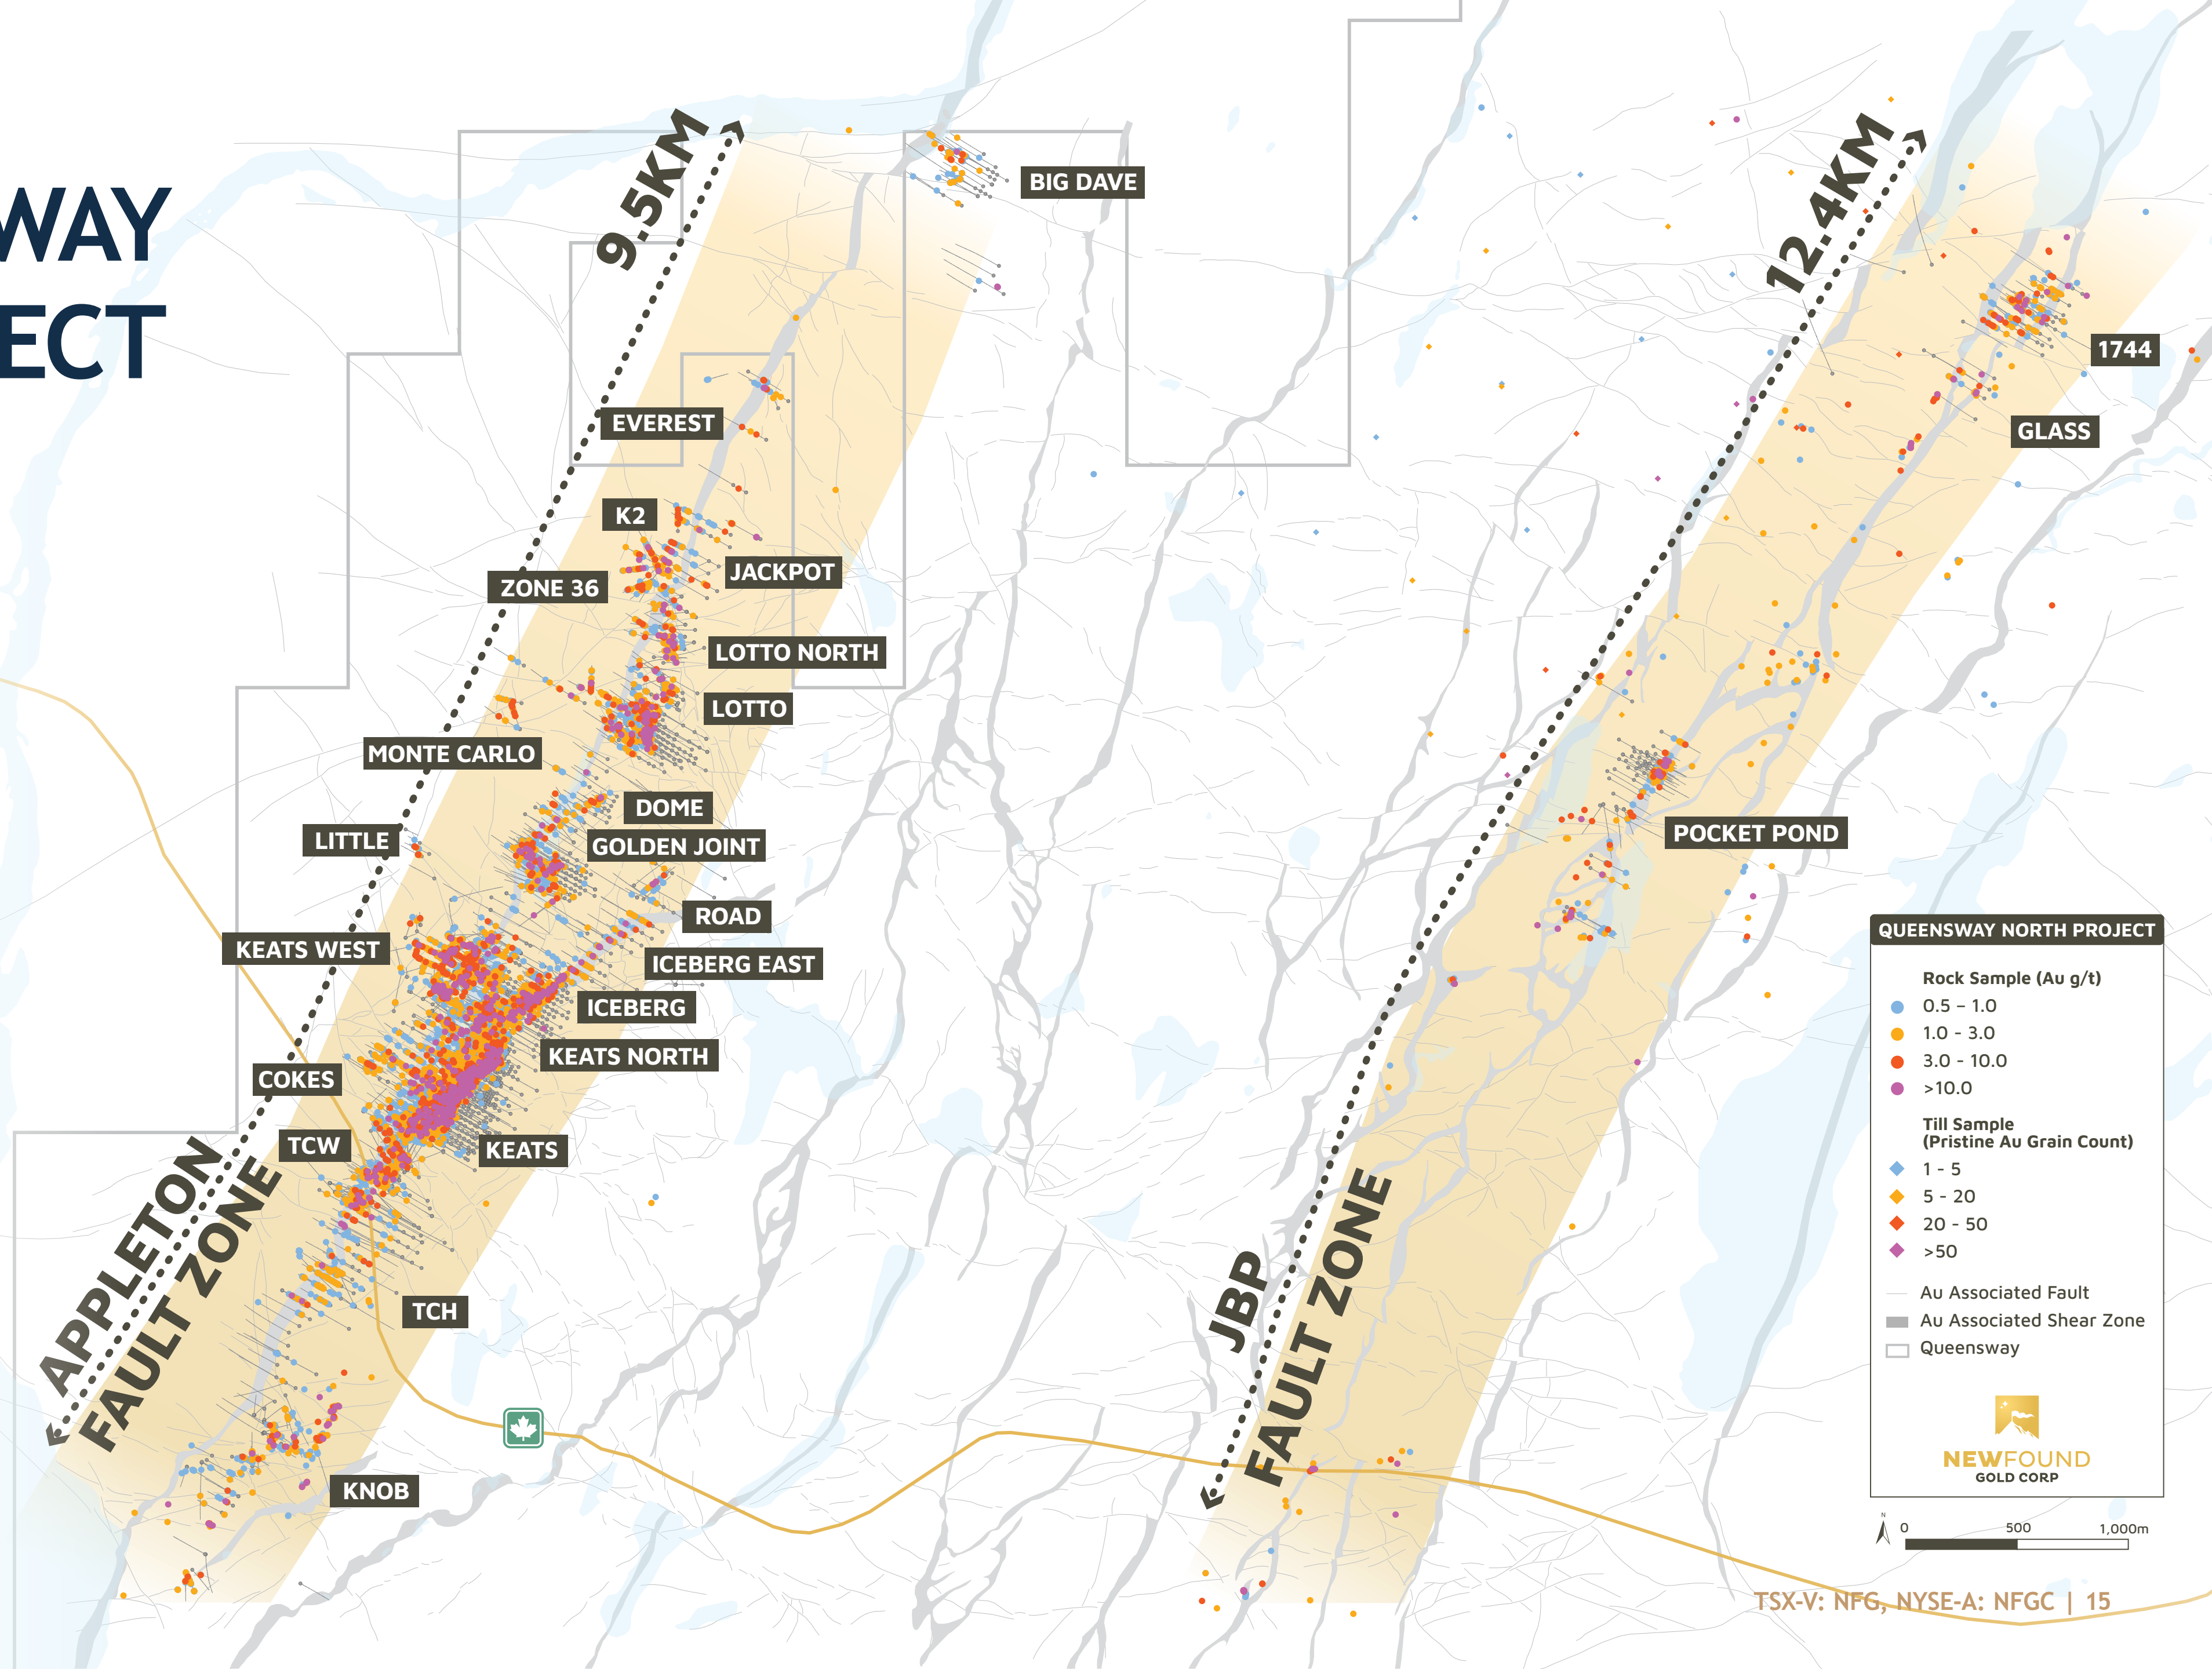 WAY
ECT
9.5KM
BIG DAVE
12.4KM
1744
EVEREST
GLASS
K2
JACKPOT
ZONE 36
LOTTO NORTH
LOTTO
MONTE CARLO
DOME
LITTLE
GOLDEN JOINT
POCKET POND
ROAD
KEATS WEST
ICEBERG EAST
ICEBERG
KEATS NORTH
COKES
TCW
KEATS
APPLETON
FAULT ZONE
TCH
JBP
FAULT ZONE
KNOB
QUEENSWAY NORTH PROJECT
Rock Sample (Au g/t)
0.5 – 1.0
1.0 - 3.0
3.0 - 10.0
>10.0
Till Sample
(Pristine Au Grain Count)
1 - 5
5 - 20
20 - 50
>50
Au Associated Fault
Au Associated Shear Zone
Queensway
NEWFOUND
GOLD CORP
N
0 500 1,000m
TSX-V: NFG, NYSE-A: NFGC | 15